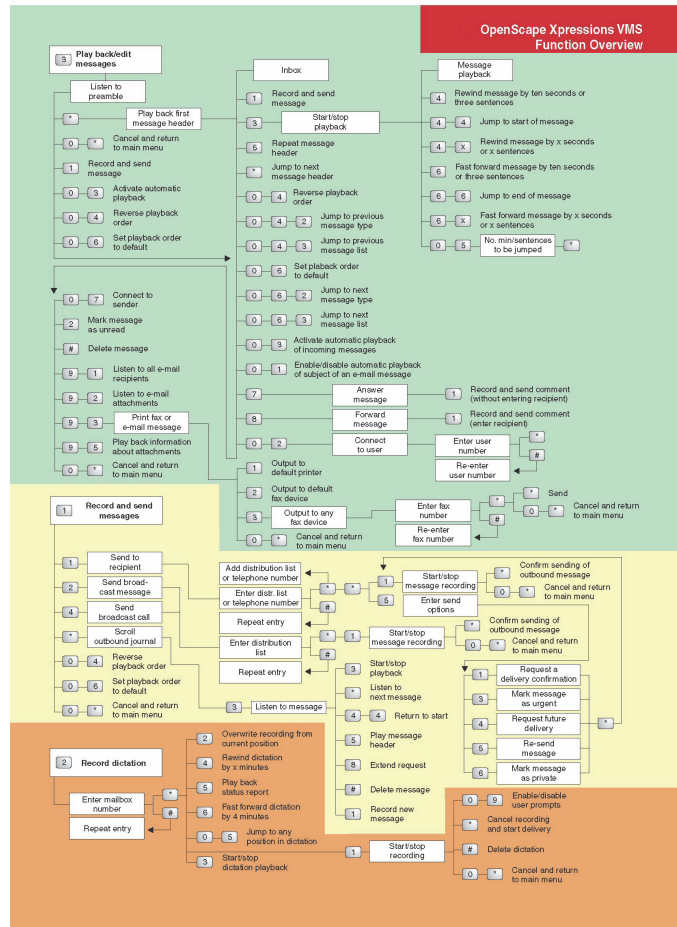 OpenScape Xpressions VMS
Function Overview
3 Play back/edit
messages
Listen to
preamble
* Play back first
message header
0 * Cancel and return
to main menu
1 Record and send
message
0 3 Activate automatic
playback
0 4 Reverse playback
order
0 6 Set playback order
to default
Inbox
1 Record and send
message
3 Start/stop
playback
5 Repeat message
header
* Jump to next
message header
0 4 Reverse playback
order
0 4 2 Jump to previous
message type
0 4 3 Jump to previous
message list
0 6 Set plaback order
to default
0 6 2 Jump to next
message type
0 6 3 Jump to next
message list
0 3 Activate automatic playback
of incoming messages
0 1 Enable/disable automatic playback
of subject of an e-mail message
7 Answer
message
1 Record and send comment
(without entering recipient)
8 Forward
message
1 Record and send comment
(enter recipient)
0 2 Connect
to user
Enter user
number
*
#
Re-enter
user number
Message
playback
4 Rewind message by ten seconds or
three sentences
4 4 Jump to start of message
4 x Rewind message by x seconds
or x sentences
6 Fast forward message by ten seconds
or three sentences
6 6 Jump to end of message
6 x Fast forward message by x seconds
or x sentences
0 5 No. min/sentences
to be jumped
*
0 7 Connect to
sender
2 Mark message
as unread
# Delete message
9 1 Listen to all e-mail
recipients
9 2 Listen to e-mail
attachments
9 3 Print fax or
e-mail message
9 5 Play back information
about attachments
0 * Cancel and return
to main menu
1 Output to
default printer
2 Output to default
fax device
3 Output to any
fax device
0 * Cancel and return
to main menu
Enter fax
number
*
#
Re-enter
fax number
* Send
0 * Cancel and return
to main menu
1 Record and send
messages
1 Send to
recipient
2 Send broad-
cast message
4 Send
broadcast call
* Scroll
outbound journal
0 4 Reverse
playback order
0 6 Set playback order
to default
0 * Cancel and return
to main menu
Add distribution list
or telephone number
Enter distr. list
or telephone number
Repeat entry
*
#
* *
1 Start/stop
message recording
5 Enter send
options
* Confirm sending of
outbound message
0 * Cancel and return
to main menu
Enter distribution
list
Repeat entry
*
#
1 Start/stop
message recording
* Confirm sending of
outbound message
0 * Cancel and return
to main menu
3 Listen to message
3 Start/stop
playback
* Listen to
next message
4 4 Return to start
5 Play message
header
8 Extend request
# Delete message
1 Record new
message
1 Request a
delivery confirmation
3 Mark message
as urgent
4 Request future
delivery
5 Re-send
message
6 Mark message
as private
*
2 Record dictation
Enter mailbox
number
*
#
Repeat entry
2 Overwrite recording from
current position
4 Rewind dictation
by x minutes
5 Play back
status report
6 Fast forward dictation
by 4 minutes
0 5 Jump to any
position in dictation
3 Start/stop
dictation playback
1 Start/stop
recording
0 9 Enable/disable
user prompts
* Cancel recording
and start delivery
# Delete dictation
0 * Cancel and return
to main menu